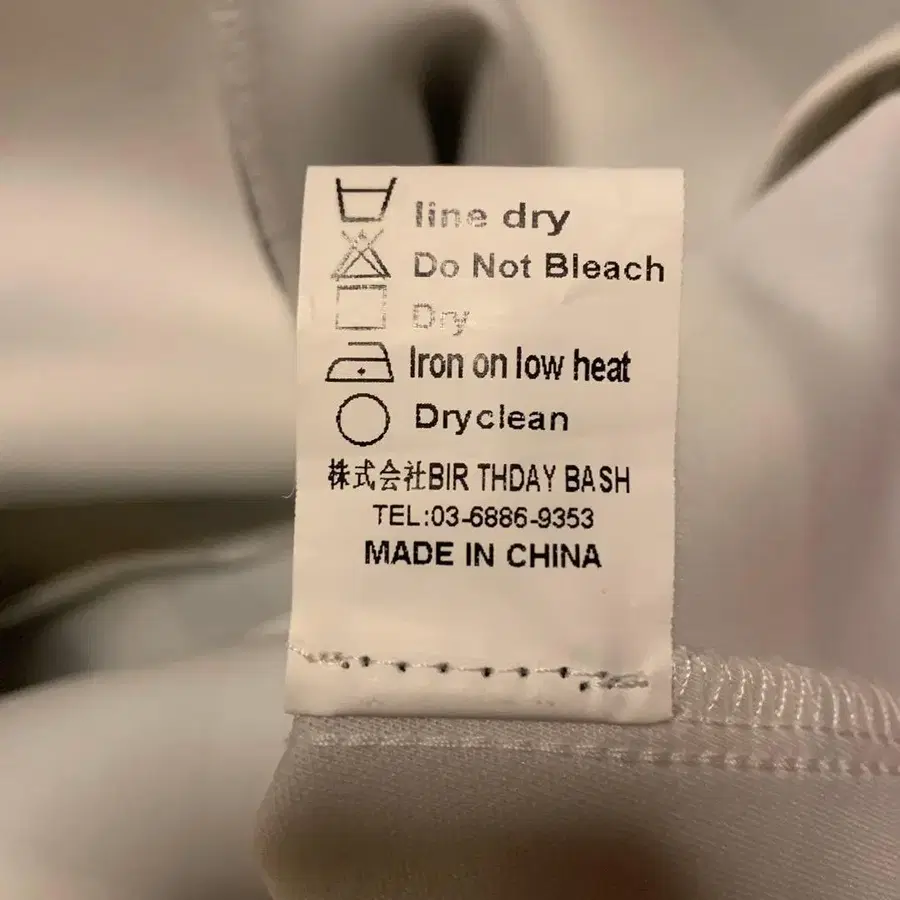 line dry
Do Not Bleach
Dry
Iron on low heat
Dryclean
株式会社BIR THDAY BASH
TEL:03-6886-9353
MADE IN CHINA